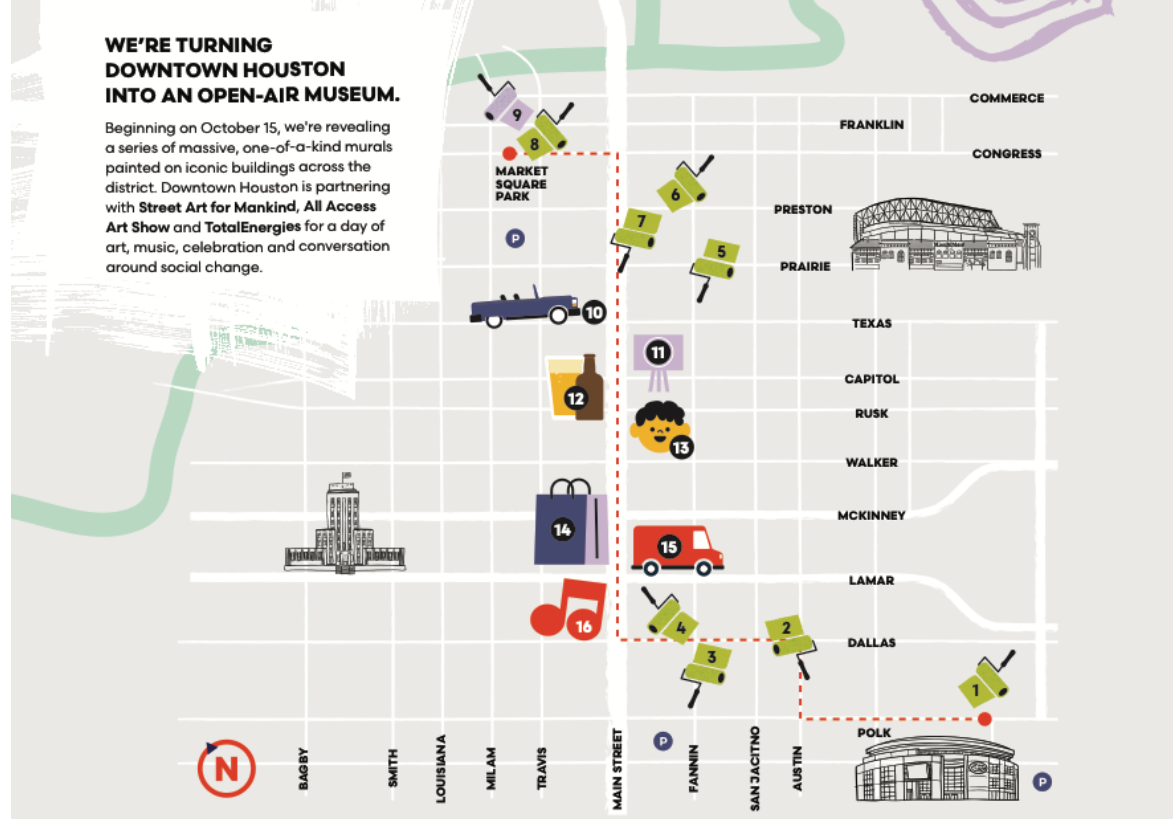 WE'RE TURNING
DOWNTOWN HOUSTON
INTO AN OPEN-AIR MUSEUM.
Beginning on October 15, we're revealing
a series of massive, one-of-a-kind murals
painted on iconic buildings across the
district. Downtown Houston is partnering
with Street Art for Mankind, All Access
Art Show and TotalEnergies for a day of
art, music, celebration and conversation
around social change.
COMMERCE
9
FRANKLIN
8
CONGRESS
MARKET
SQUARE
PARK
6
PRESTON
7
P
5
PRAIRIE
10
TEXAS
11
CAPITOL
12
RUSK
13
WALKER
MCKINNEY
14
15
LAMAR
16
4
2
DALLAS
3
1
POLK
P
N
BAGBY
SMITH
LOUISIANA
MILAM
TRAVIS
MAIN STREET
FANNIN
SAN JACITNO
AUSTIN
P